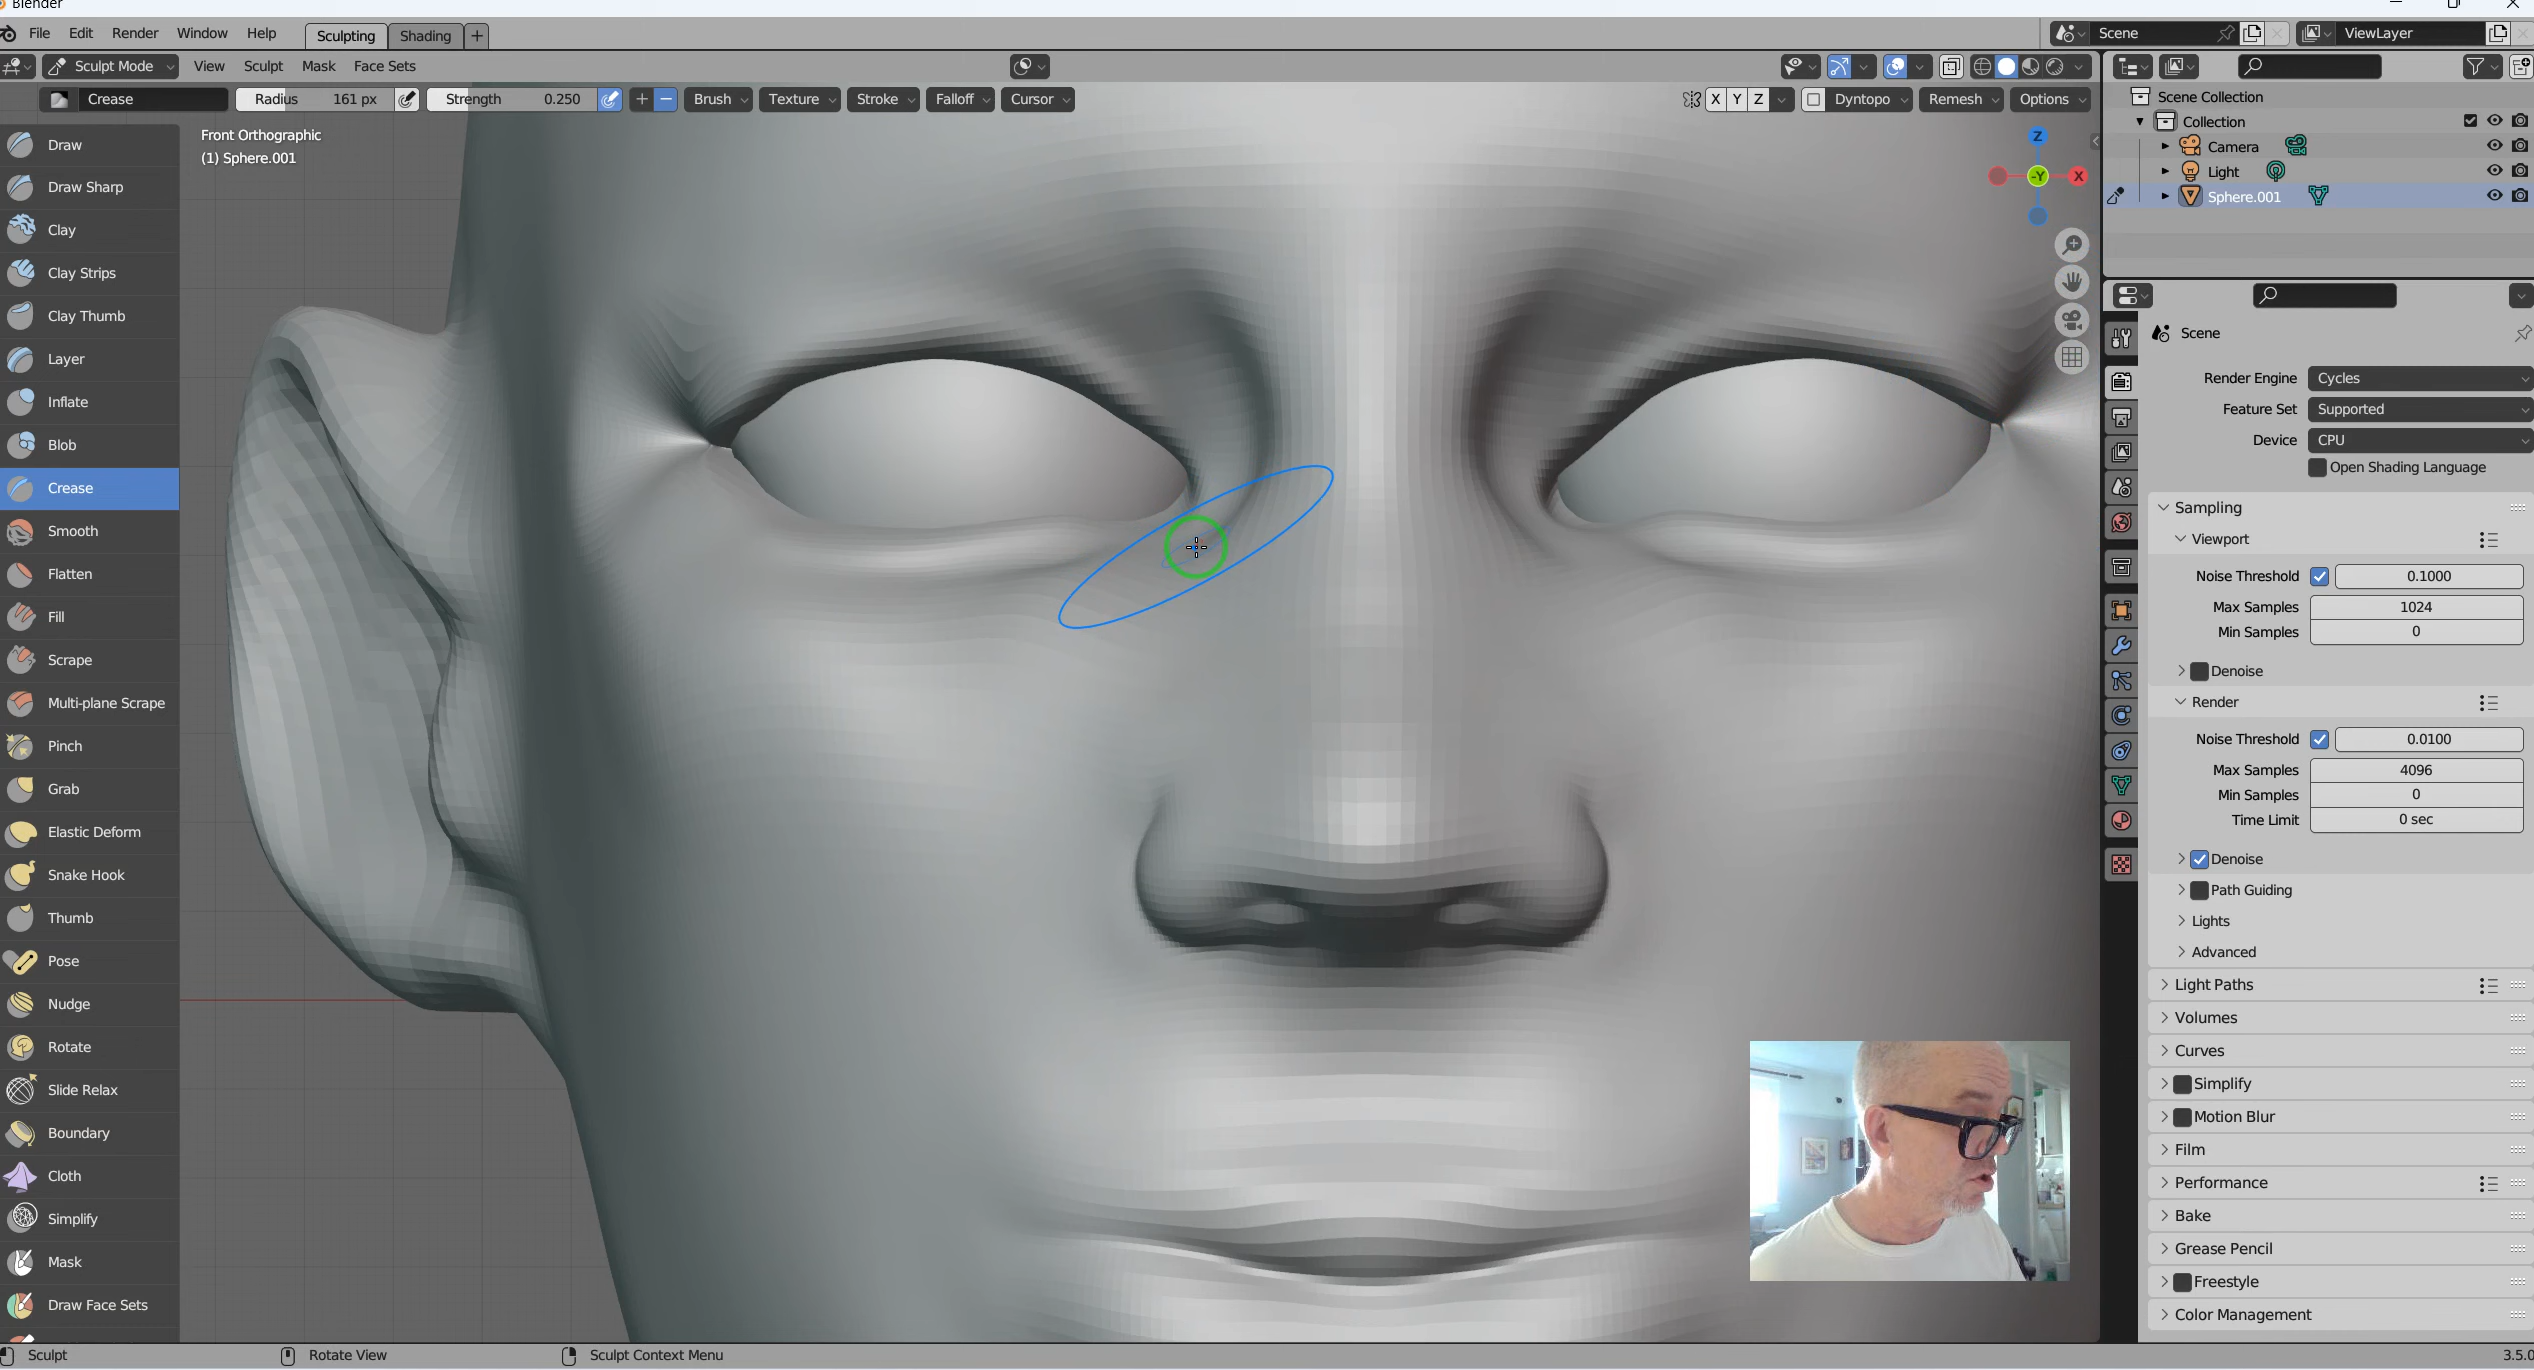 Blender
File Edit Render Window Help Sculpting Shading + Scene ViewLayer
Sculpt Mode View Sculpt Mask Face Sets
Crease Radius 161 px Strength 0.250 + − Brush Texture Stroke Falloff Cursor X Y Z Dyntopo Remesh Options
Front Orthographic
(1) Sphere.001
Z
-Y X
Draw
Draw Sharp
Clay
Clay Strips
Clay Thumb
Layer
Inflate
Blob
Crease
Smooth
Flatten
Fill
Scrape
Multi-plane Scrape
Pinch
Grab
Elastic Deform
Snake Hook
Thumb
Pose
Nudge
Rotate
Slide Relax
Boundary
Cloth
Simplify
Mask
Draw Face Sets
Scene Collection
Collection
Camera
Light
Sphere.001
Scene
Render Engine Cycles
Feature Set Supported
Device CPU
Open Shading Language
Sampling
Viewport
Noise Threshold 0.1000
Max Samples 1024
Min Samples 0
Denoise
Render
Noise Threshold 0.0100
Max Samples 4096
Min Samples 0
Time Limit 0 sec
Denoise
Path Guiding
Lights
Advanced
Light Paths
Volumes
Curves
Simplify
Motion Blur
Film
Performance
Bake
Grease Pencil
Freestyle
Color Management
Sculpt Rotate View Sculpt Context Menu 3.5.0